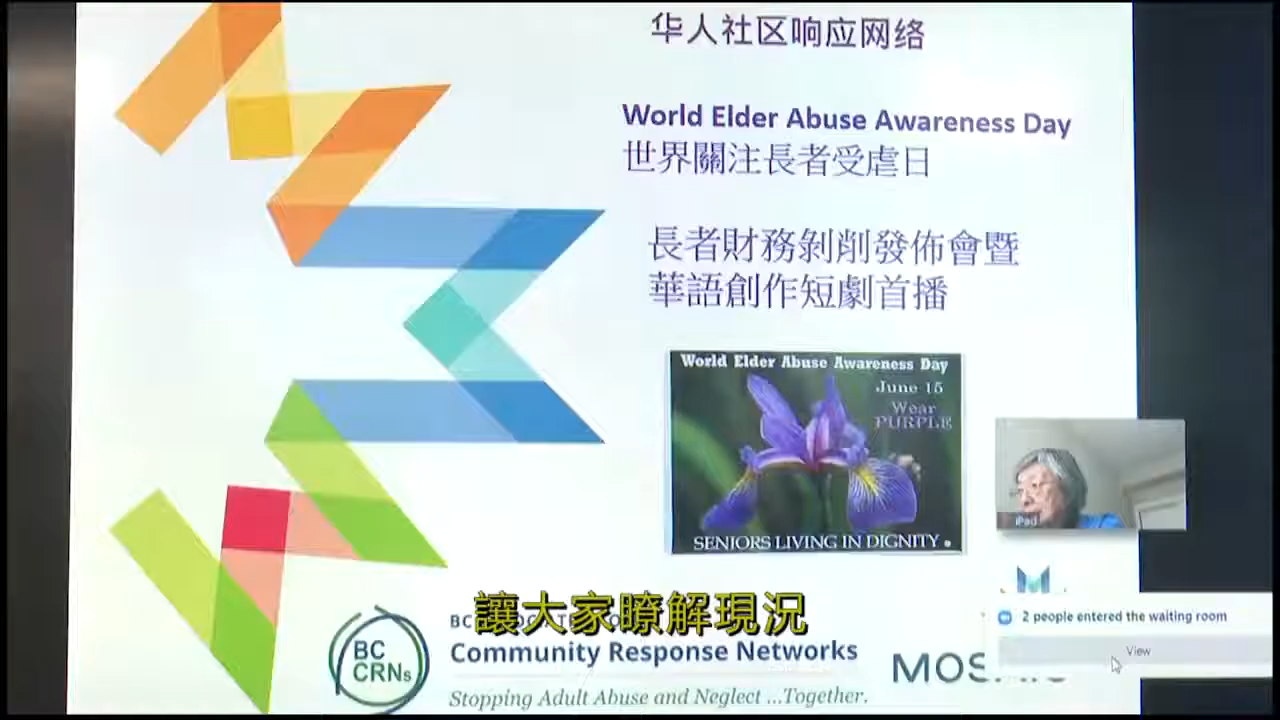 华人社区响应网络
World Elder Abuse Awareness Day
世界關注長者受虐日
長者財務剝削發佈會暨
華語創作短劇首播
World Elder Abuse Awareness Day
June 15
Wear
PURPLE
SENIORS LIVING IN DIGNITY
iPad
2 people entered the waiting room
View
讓大家瞭解現況
BC
CRNs
BC
Community Response Networks
Stopping Adult Abuse and Neglect ...Together.